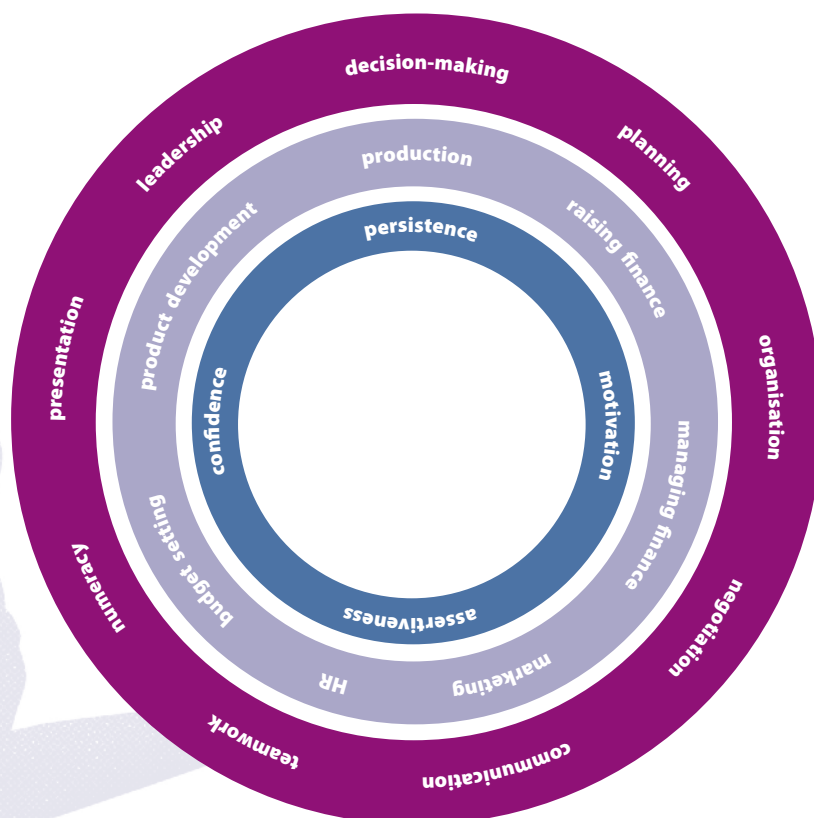 decision-making
planning
organisation
negotiation
communication
teamwork
numeracy
presentation
leadership
production
raising finance
managing finance
marketing
HR
budget setting
product development
persistence
motivation
assertiveness
confidence